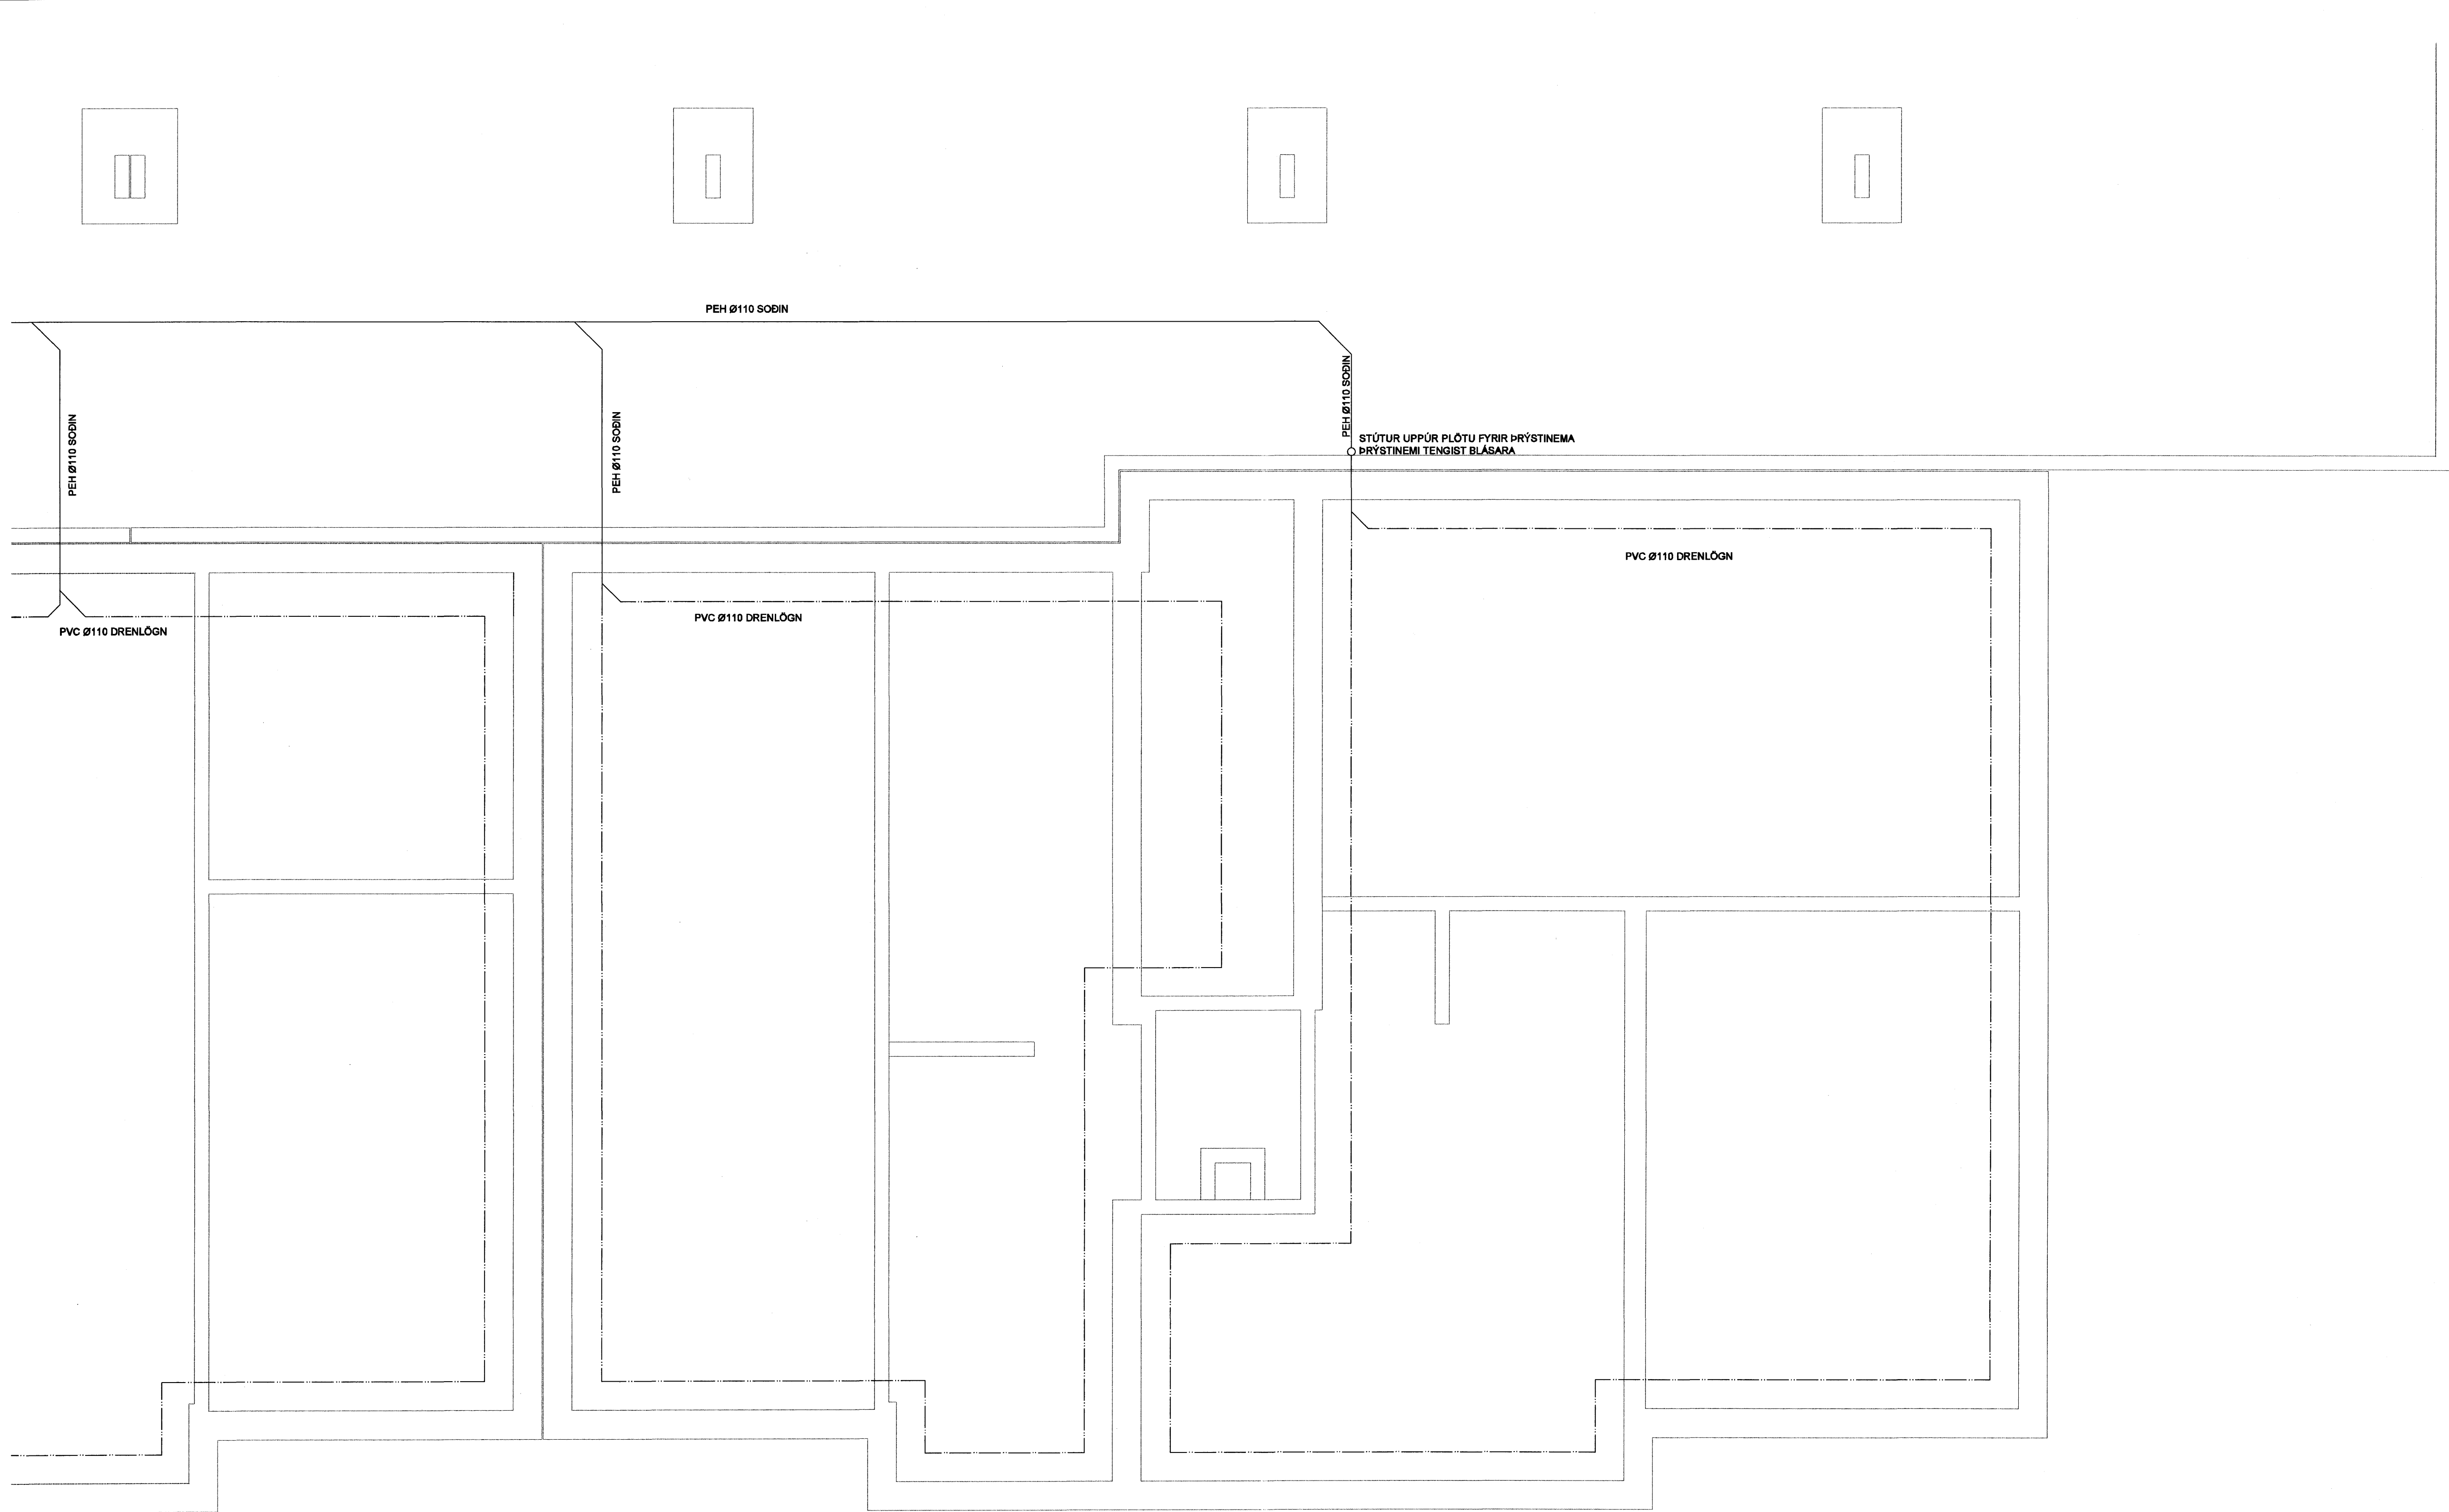 PEH Ø110 SOÐIN
PEH Ø110 SOÐIN
PEH Ø110 SOÐIN
PEH Ø110 SOÐIN
STÚTUR UPPÚR PLÖTU FYRIR ÞRÝSTINEMA
ÞRÝSTINEMI TENGIST BLÁSARA
PVC Ø110 DRENLÖGN
PVC Ø110 DRENLÖGN
PVC Ø110 DRENLÖGN